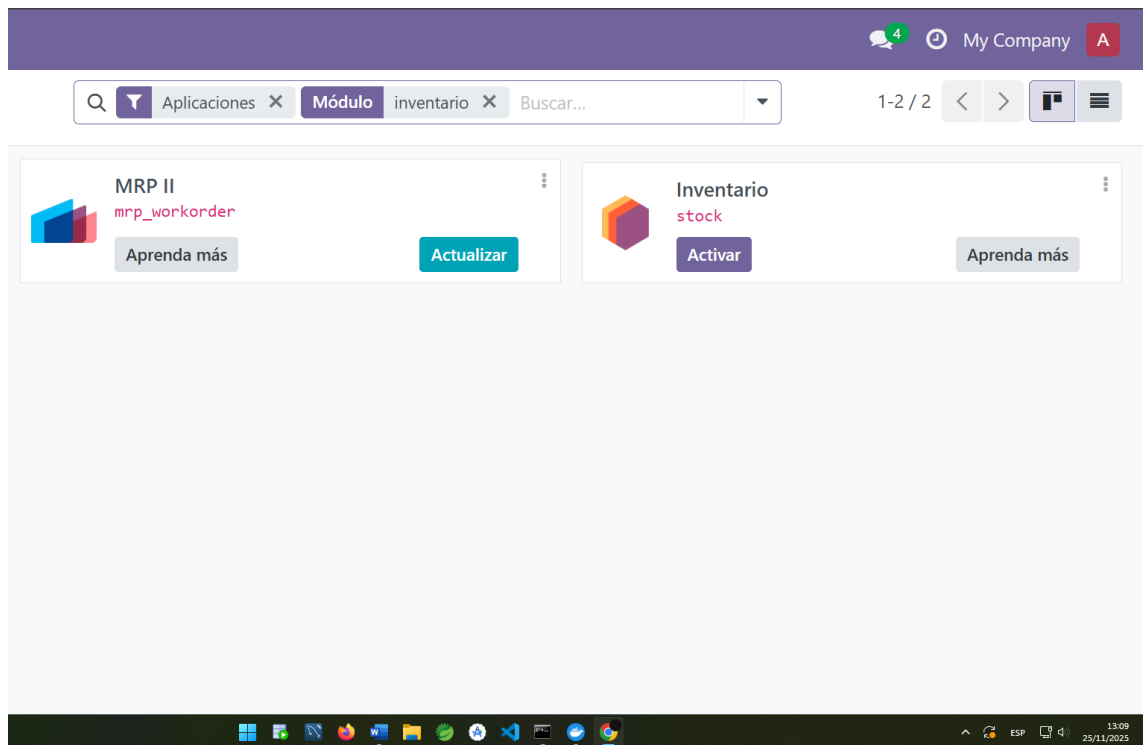 4 My Company A
Aplicaciones Módulo inventario Buscar... 1-2 / 2
MRP II
mrp_workorder
Aprenda más Actualizar
Inventario
stock
Activar Aprenda más
ESP 13:09
25/11/2025